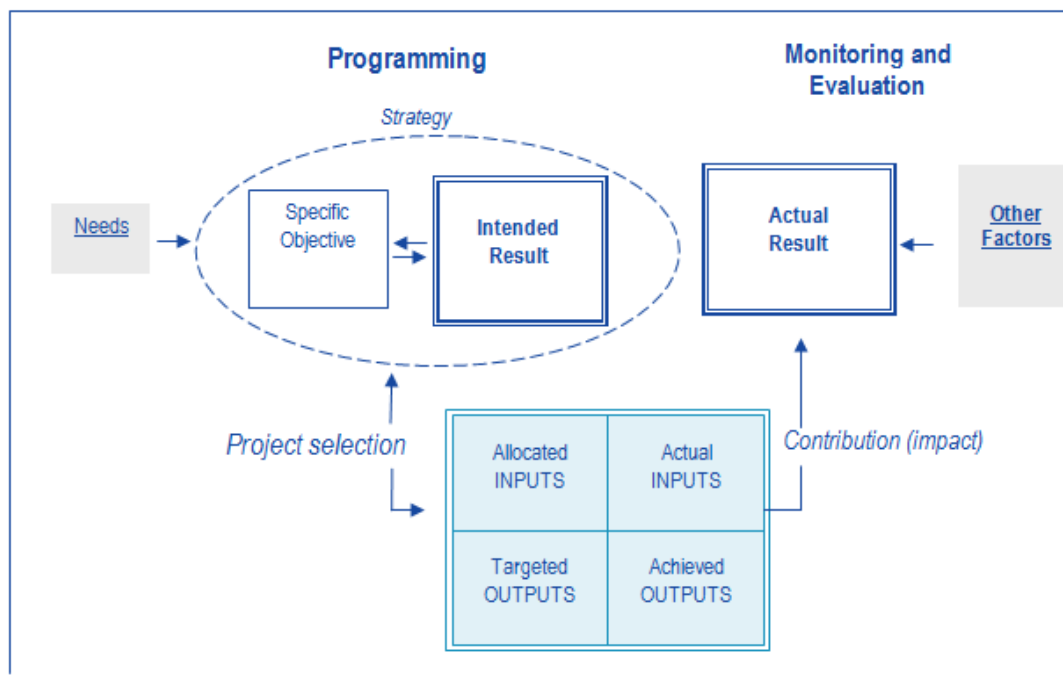 Programming
Monitoring and
Evaluation
Strategy
Needs
Specific
Objective
Intended
Result
Actual
Result
Other
Factors
Project selection
Allocated
INPUTS
Actual
INPUTS
Contribution (impact)
Targeted
OUTPUTS
Achieved
OUTPUTS